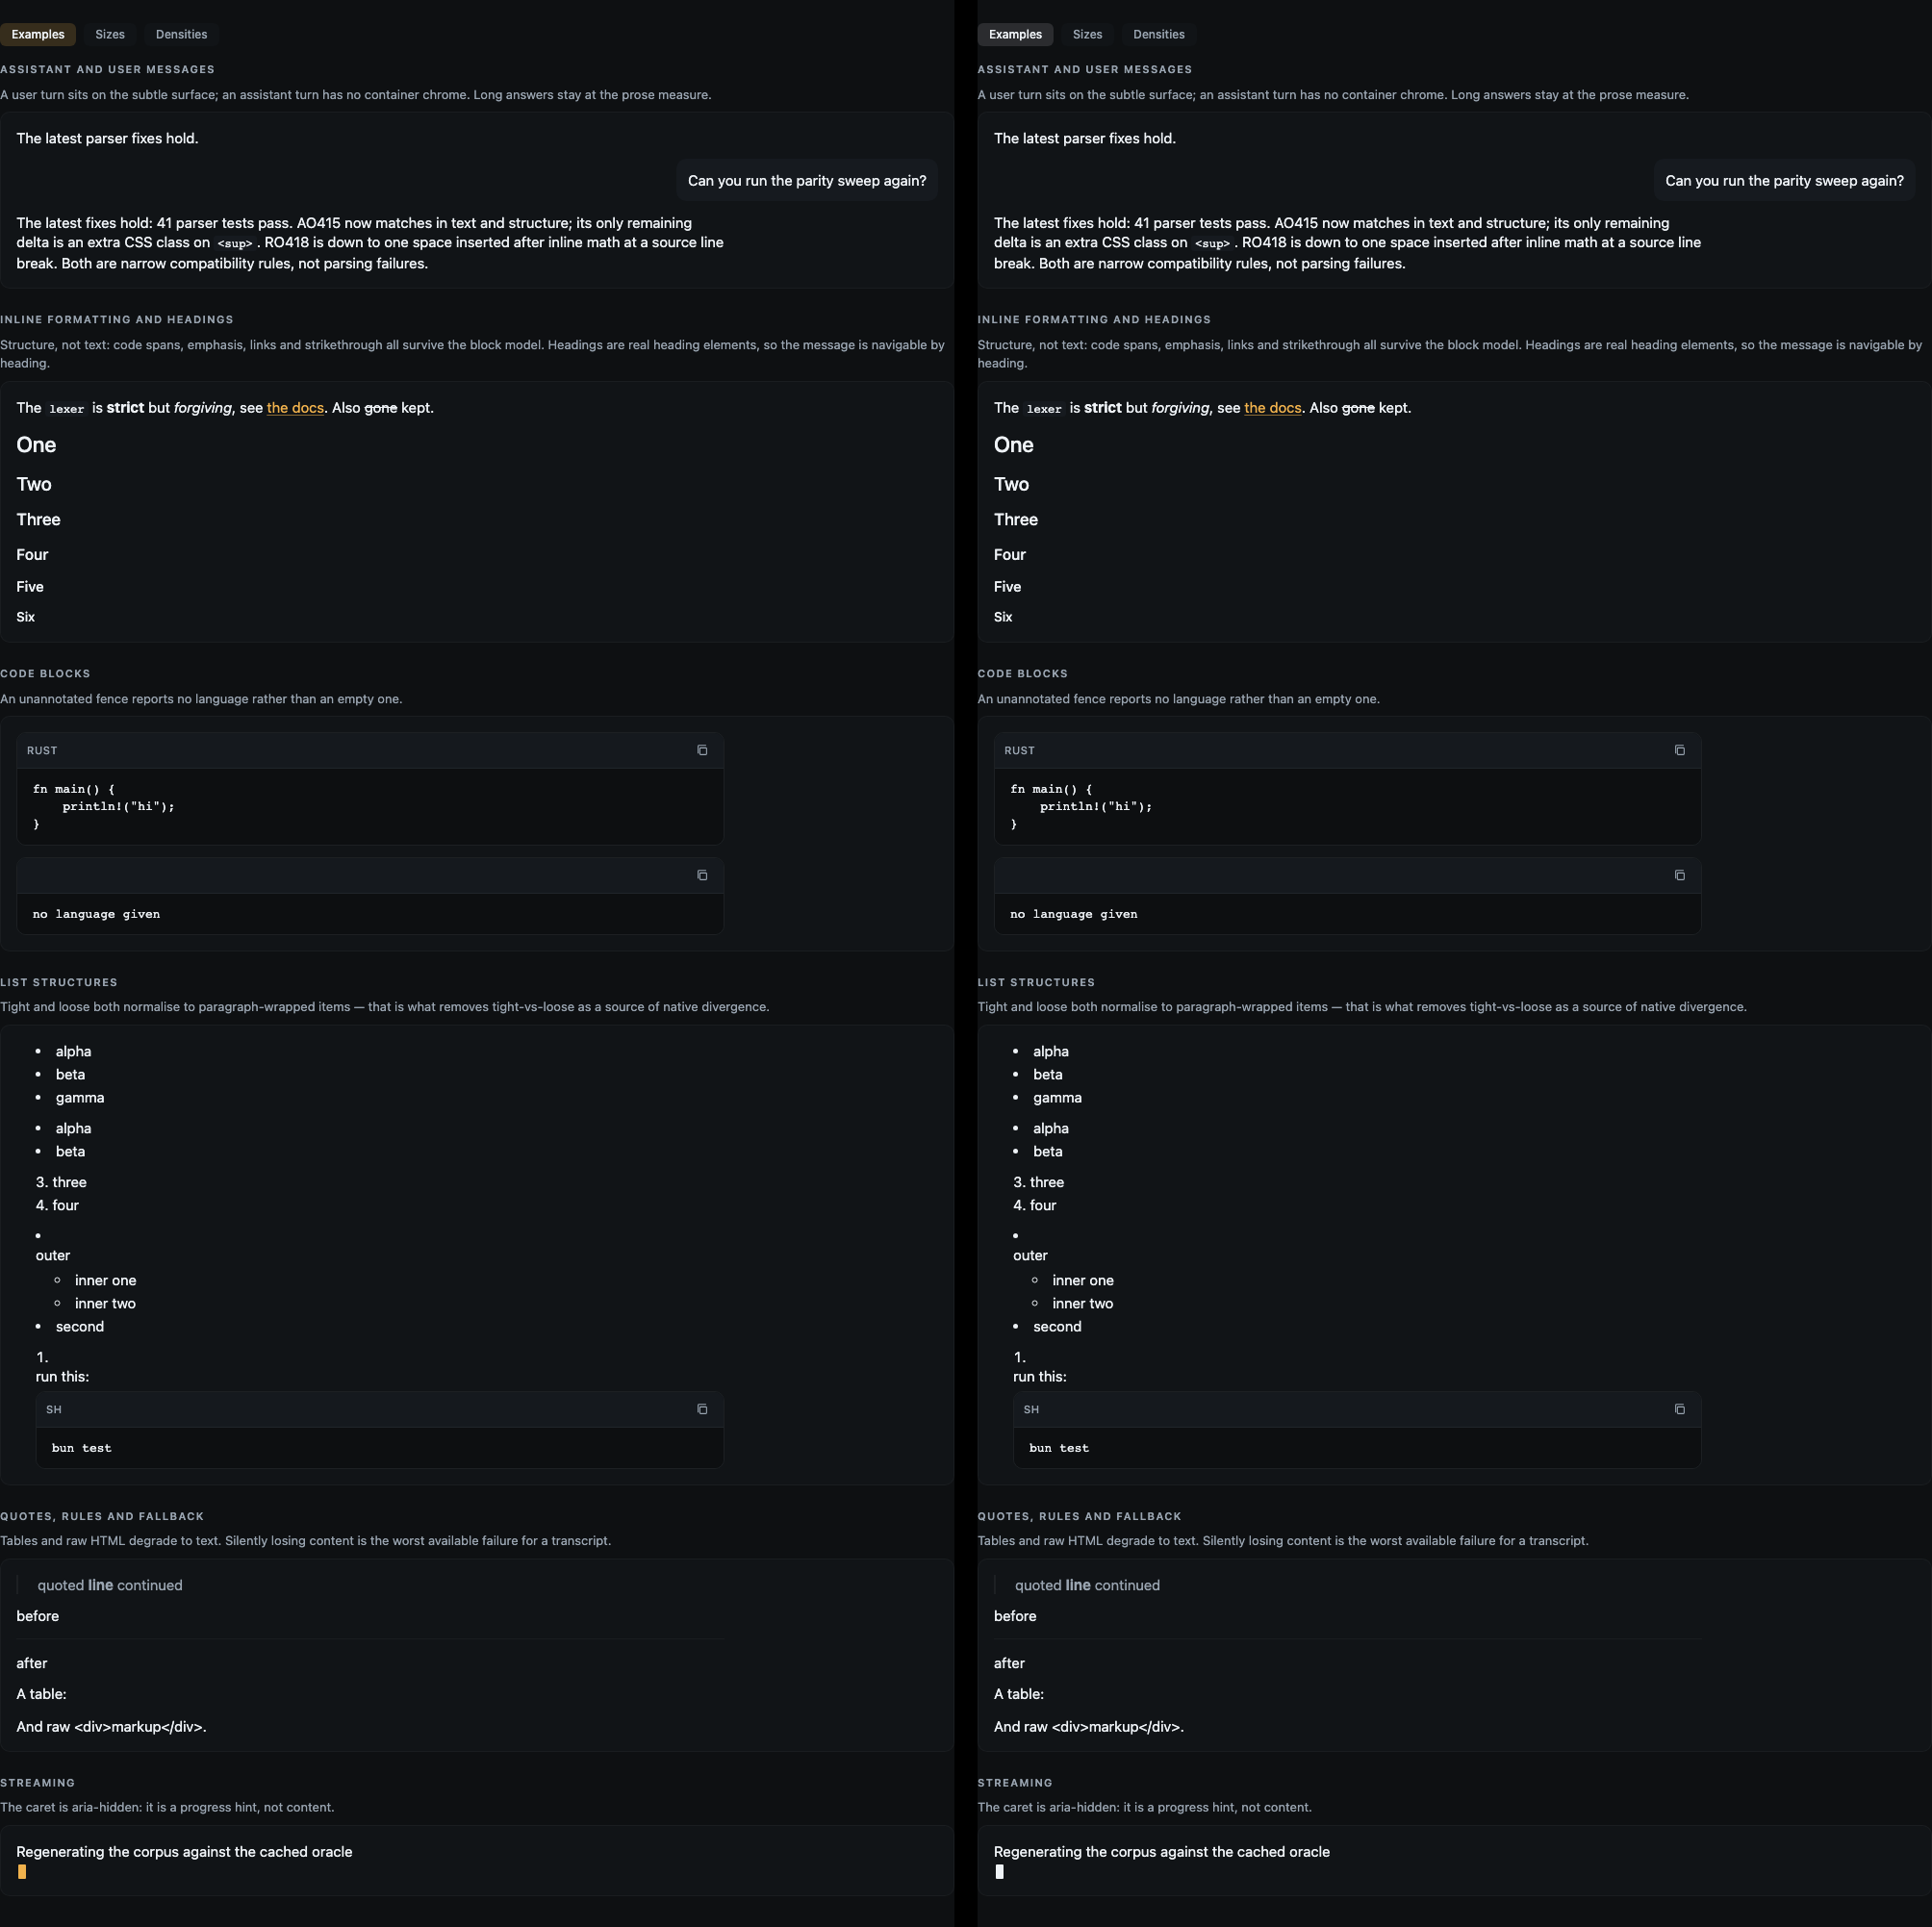 Examples Sizes Densities
ASSISTANT AND USER MESSAGES
A user turn sits on the subtle surface; an assistant turn has no container chrome. Long answers stay at the prose measure.
The latest parser fixes hold.
Can you run the parity sweep again?
The latest fixes hold: 41 parser tests pass. AO415 now matches in text and structure; its only remaining
delta is an extra CSS class on <sup> . RO418 is down to one space inserted after inline math at a source line
break. Both are narrow compatibility rules, not parsing failures.
INLINE FORMATTING AND HEADINGS
Structure, not text: code spans, emphasis, links and strikethrough all survive the block model. Headings are real heading elements, so the message is navigable by
heading.
The lexer is strict but forgiving, see the docs. Also gone kept.
One
Two
Three
Four
Five
Six
CODE BLOCKS
An unannotated fence reports no language rather than an empty one.
RUST
fn main() {
    println!("hi");
}
no language given
LIST STRUCTURES
Tight and loose both normalise to paragraph-wrapped items — that is what removes tight-vs-loose as a source of native divergence.
• alpha
• beta
• gamma
• alpha
• beta
3. three
4. four
•
outer
◦ inner one
◦ inner two
• second
1.
run this:
SH
bun test
QUOTES, RULES AND FALLBACK
Tables and raw HTML degrade to text. Silently losing content is the worst available failure for a transcript.
quoted line continued
before
after
A table:
And raw <div>markup</div>.
STREAMING
The caret is aria-hidden: it is a progress hint, not content.
Regenerating the corpus against the cached oracle
Examples Sizes Densities
ASSISTANT AND USER MESSAGES
A user turn sits on the subtle surface; an assistant turn has no container chrome. Long answers stay at the prose measure.
The latest parser fixes hold.
Can you run the parity sweep again?
The latest fixes hold: 41 parser tests pass. AO415 now matches in text and structure; its only remaining
delta is an extra CSS class on <sup> . RO418 is down to one space inserted after inline math at a source line
break. Both are narrow compatibility rules, not parsing failures.
INLINE FORMATTING AND HEADINGS
Structure, not text: code spans, emphasis, links and strikethrough all survive the block model. Headings are real heading elements, so the message is navigable by
heading.
The lexer is strict but forgiving, see the docs. Also gone kept.
One
Two
Three
Four
Five
Six
CODE BLOCKS
An unannotated fence reports no language rather than an empty one.
RUST
fn main() {
    println!("hi");
}
no language given
LIST STRUCTURES
Tight and loose both normalise to paragraph-wrapped items — that is what removes tight-vs-loose as a source of native divergence.
• alpha
• beta
• gamma
• alpha
• beta
3. three
4. four
•
outer
◦ inner one
◦ inner two
• second
1.
run this:
SH
bun test
QUOTES, RULES AND FALLBACK
Tables and raw HTML degrade to text. Silently losing content is the worst available failure for a transcript.
quoted line continued
before
after
A table:
And raw <div>markup</div>.
STREAMING
The caret is aria-hidden: it is a progress hint, not content.
Regenerating the corpus against the cached oracle